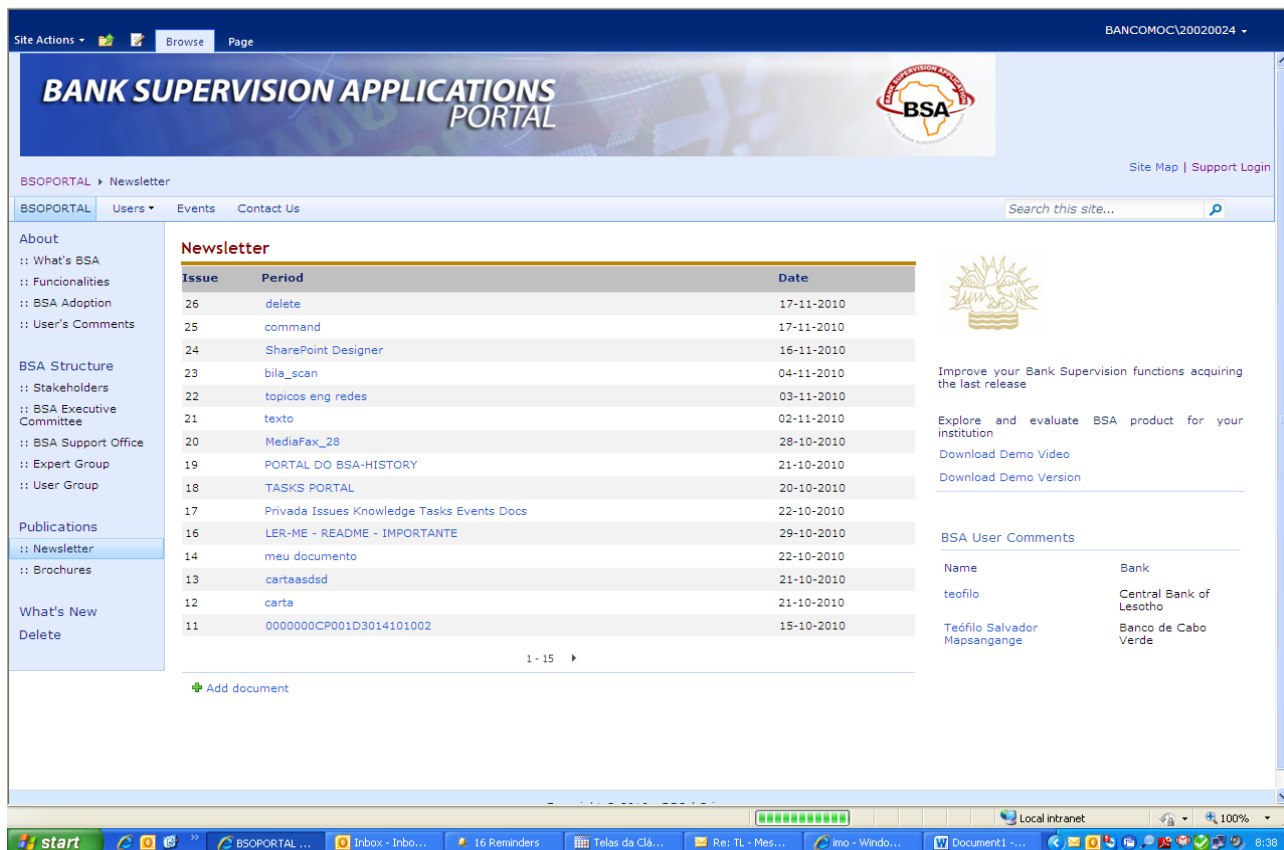 Site Actions Browse Page BANCOMOC\20020024
BANK SUPERVISION APPLICATIONS
PORTAL
BANK SUPERVISION APPLICATION
BSA
Site Map | Support Login
BSOPORTAL Newsletter
BSOPORTAL Users Events Contact Us Search this site...
About
:: What's BSA
:: Funcionalities
:: BSA Adoption
:: User's Comments
BSA Structure
:: Stakeholders
:: BSA Executive
Committee
:: BSA Support Office
:: Expert Group
:: User Group
Publications
:: Newsletter
:: Brochures
What's New
Delete
Newsletter
Issue Period Date
26 delete 17-11-2010
25 command 17-11-2010
24 SharePoint Designer 16-11-2010
23 bila_scan 04-11-2010
22 topicos eng redes 03-11-2010
21 texto 02-11-2010
20 MediaFax_28 28-10-2010
19 PORTAL DO BSA-HISTORY 21-10-2010
18 TASKS PORTAL 20-10-2010
17 Privada Issues Knowledge Tasks Events Docs 22-10-2010
16 LER-ME - README - IMPORTANTE 29-10-2010
14 meu documento 22-10-2010
13 cartaasdsd 21-10-2010
12 carta 21-10-2010
11 0000000CP001D3014101002 15-10-2010
1 - 15
Add document
Improve your Bank Supervision functions acquiring
the last release
Explore and evaluate BSA product for your
institution
Download Demo Video
Download Demo Version
BSA User Comments
Name Bank
teofilo Central Bank of
Lesotho
Teófilo Salvador Banco de Cabo
Mapsangange Verde
Local intranet 100%
start BSOPORTAL ... Inbox - Inbo... 16 Reminders Telas da Clá... Re: TL - Mes... imo - Windo... Document1 -... 8:38